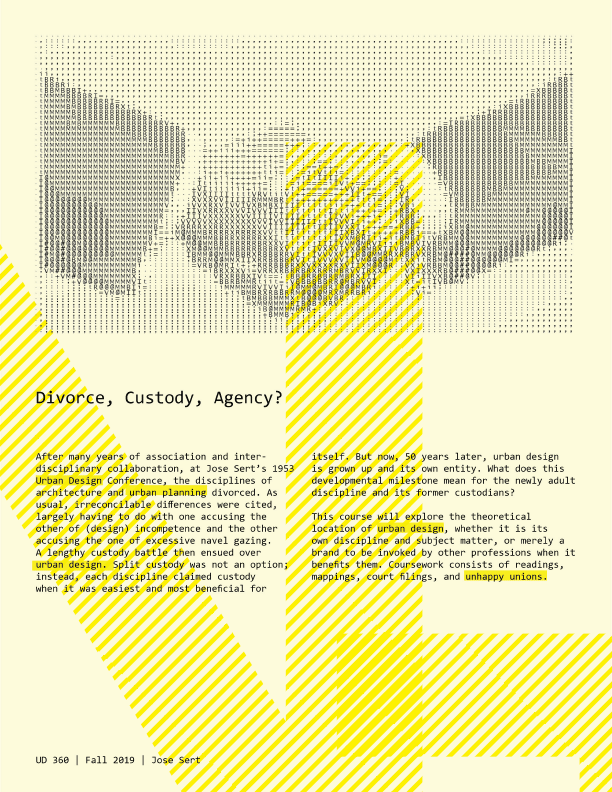 Divorce, Custody, Agency?
After many years of association and inter-
disciplinary collaboration, at Jose Sert's 1953
Urban Design Conference, the disciplines of
architecture and urban planning divorced. As
usual, irreconcilable differences were cited,
largely having to do with one accusing the
other of (design) incompetence and the other
accusing the one of excessive navel gazing.
A lengthy custody battle then ensued over
urban design. Split custody was not an option;
instead, each discipline claimed custody
when it was easiest and most beneficial for
itself. But now, 50 years later, urban design
is grown up and its own entity. What does this
developmental milestone mean for the newly adult
discipline and its former custodians?
This course will explore the theoretical
location of urban design, whether it is its
own discipline and subject matter, or merely a
brand to be invoked by other professions when it
benefits them. Coursework consists of readings,
mappings, court filings, and unhappy unions.
UD 360 | Fall 2019 | Jose Sert